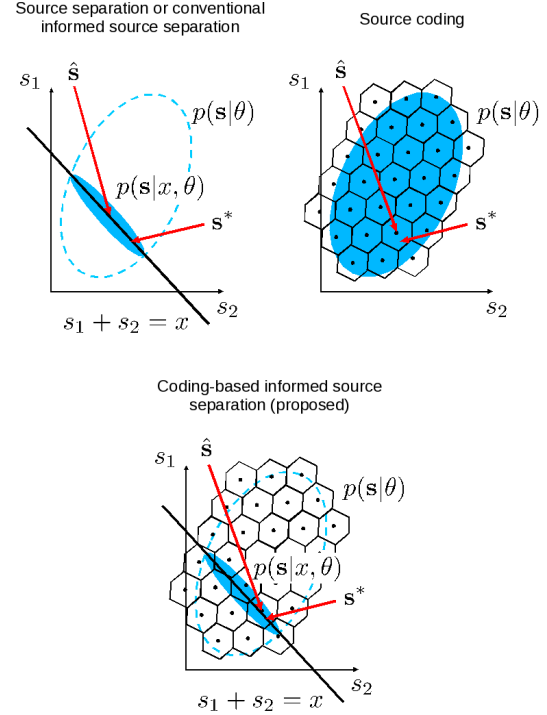 Source separation or conventional
informed source separation
s₁
ŝ
p(s|θ)
p(s|x, θ)
s*
s₂
s₁ + s₂ = x
Source coding
s₁
ŝ
p(s|θ)
s*
s₂
Coding-based informed source
separation (proposed)
s₁
ŝ
p(s|θ)
p(s|x, θ)
s*
s₂
s₁ + s₂ = x